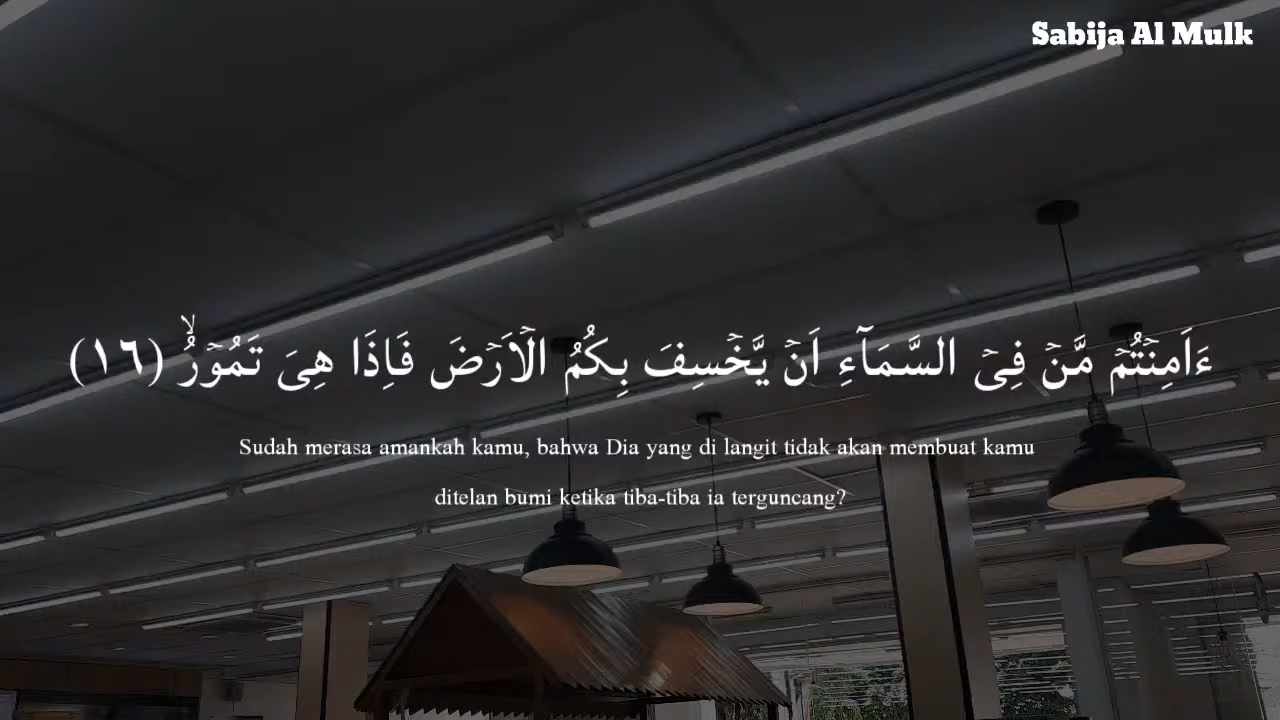 Sabija Al Mulk
ءَاَمِنْتُمْ مَّنْ فِى السَّمَآءِ اَنْ يَّخْسِفَ بِكُمُ الْاَرْضَ فَاِذَا هِىَ تَمُوْرُۙ (١٦)
Sudah merasa amankah kamu, bahwa Dia yang di langit tidak akan membuat kamu
ditelan bumi ketika tiba-tiba ia terguncang?